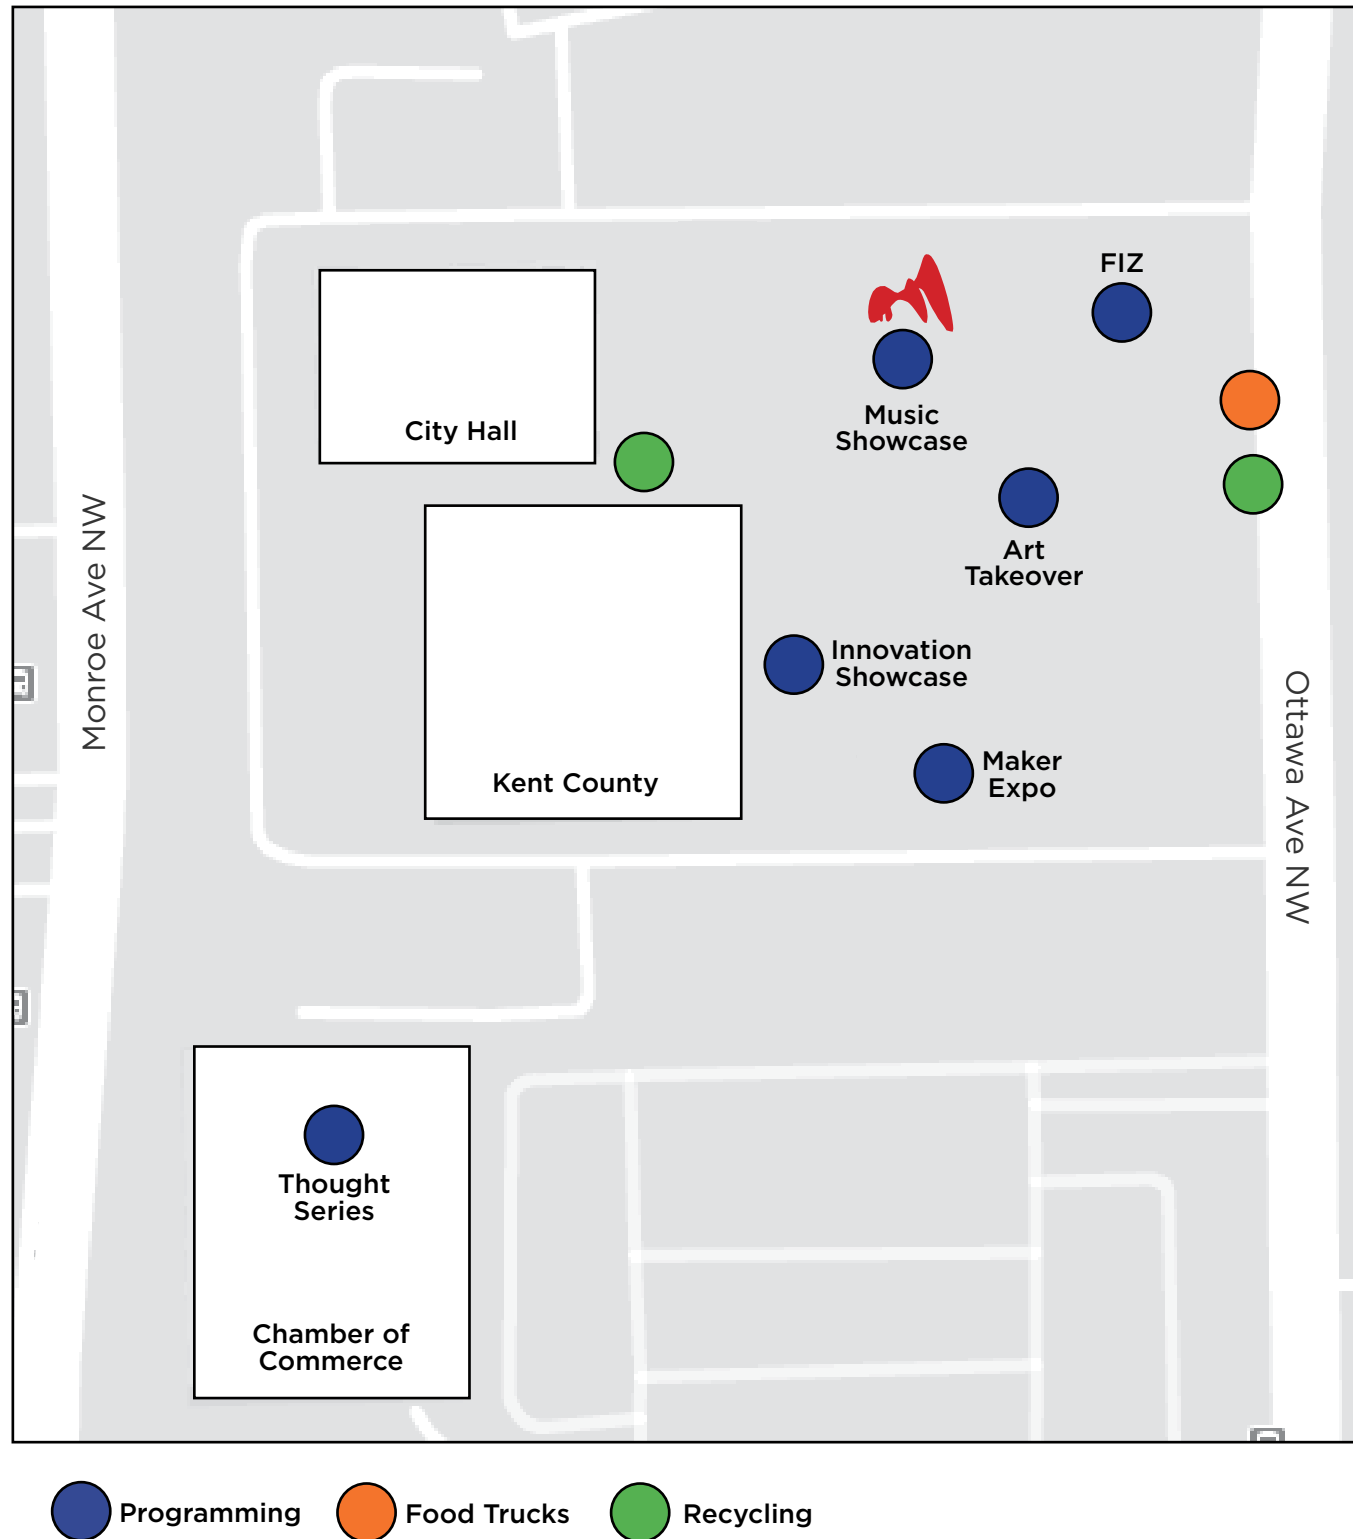 FIZ
Music
Showcase
City Hall
Art
Takeover
Monroe Ave NW
Innovation
Showcase
Ottawa Ave NW
Maker
Expo
Kent County
Thought
Series
Chamber of
Commerce
Programming
Food Trucks
Recycling